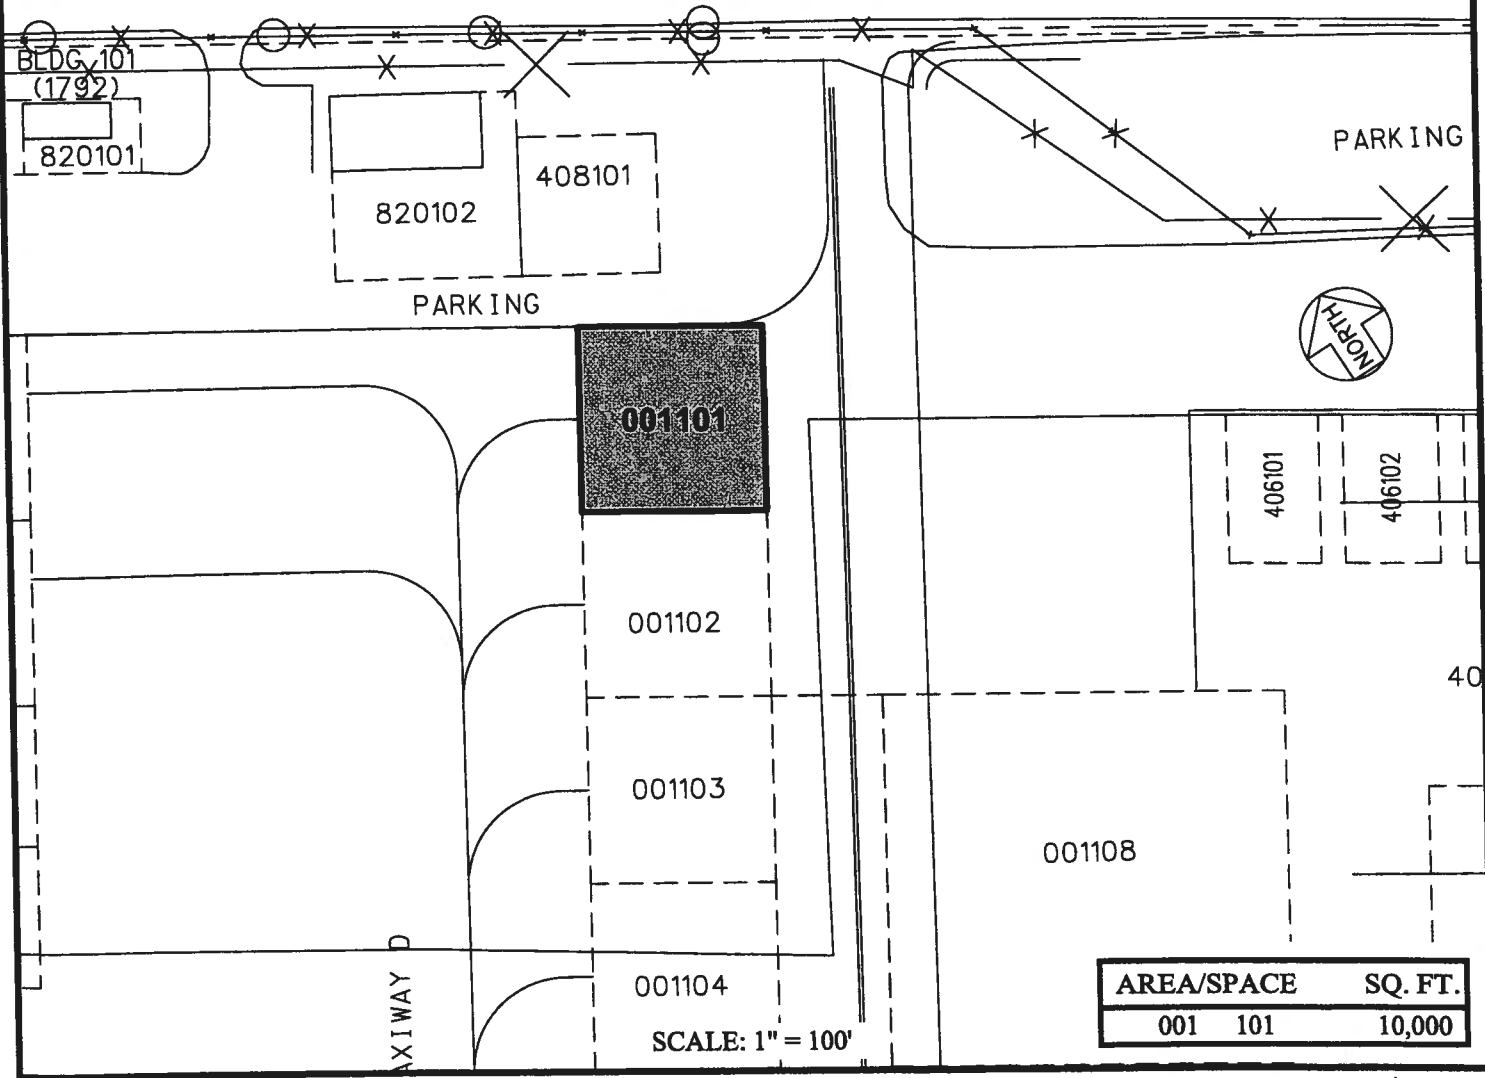 BLDG 101
(1792)
820101
820102
408101
PARKING
PARKING
NORTH
001101
406101
406102
001102
40
001103
001108
001104
AXIWAY D
SCALE: 1" = 100'
AREA/SPACE SQ. FT.
001 101 10,000